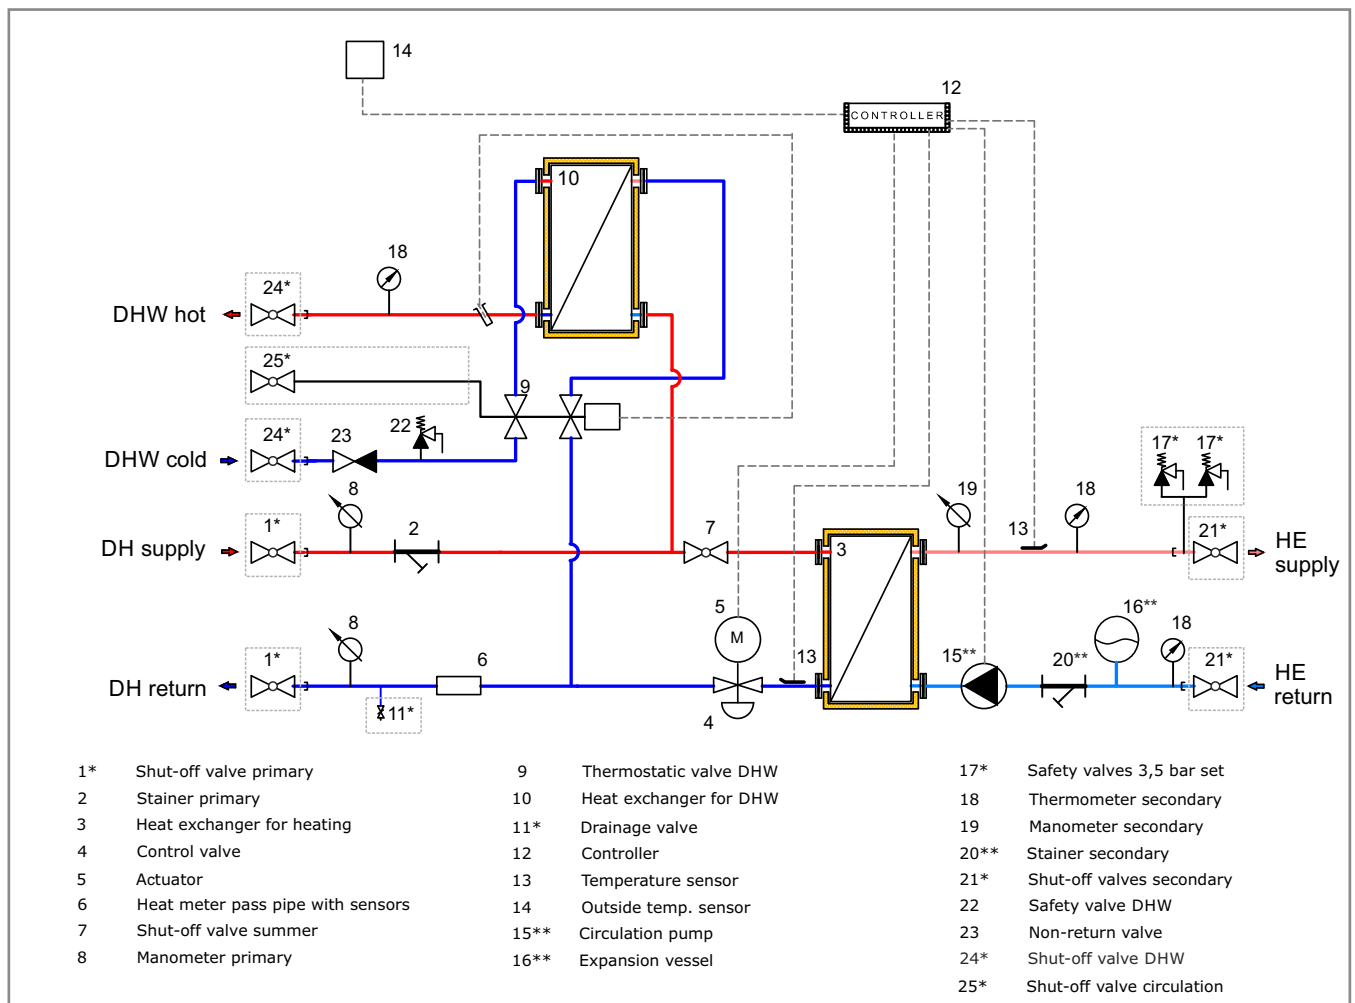 14
12
CONTROLLER
10
18
24*
DHW hot
25*
9
24*
23
22
DHW cold
17*
17*
8
19
18
1*
2
7
13
21*
DH supply
3
HE
supply
5
16**
8
M
18
1*
6
13
15**
20**
21*
DH return
HE
return
11*
4
1* Shut-off valve primary
2 Stainer primary
3 Heat exchanger for heating
4 Control valve
5 Actuator
6 Heat meter pass pipe with sensors
7 Shut-off valve summer
8 Manometer primary
9 Thermostatic valve DHW
10 Heat exchanger for DHW
11* Drainage valve
12 Controller
13 Temperature sensor
14 Outside temp. sensor
15** Circulation pump
16** Expansion vessel
17* Safety valves 3,5 bar set
18 Thermometer secondary
19 Manometer secondary
20** Stainer secondary
21* Shut-off valves secondary
22 Safety valve DHW
23 Non-return valve
24* Shut-off valve DHW
25* Shut-off valve circulation